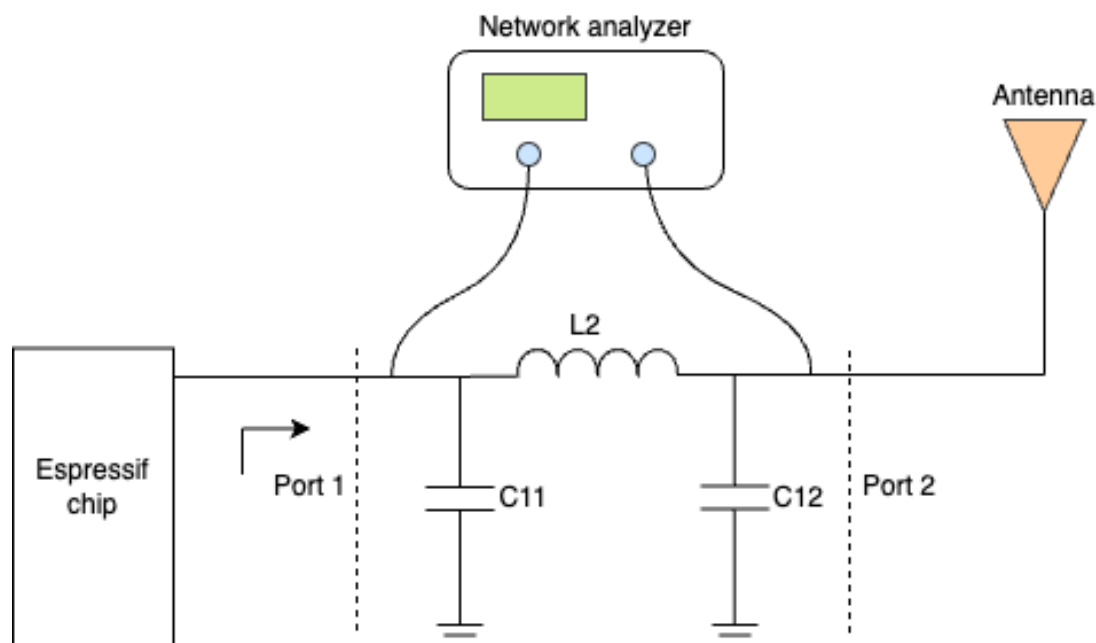 Network analyzer
Antenna
L2
Espressif
chip
Port 1
C11
C12
Port 2